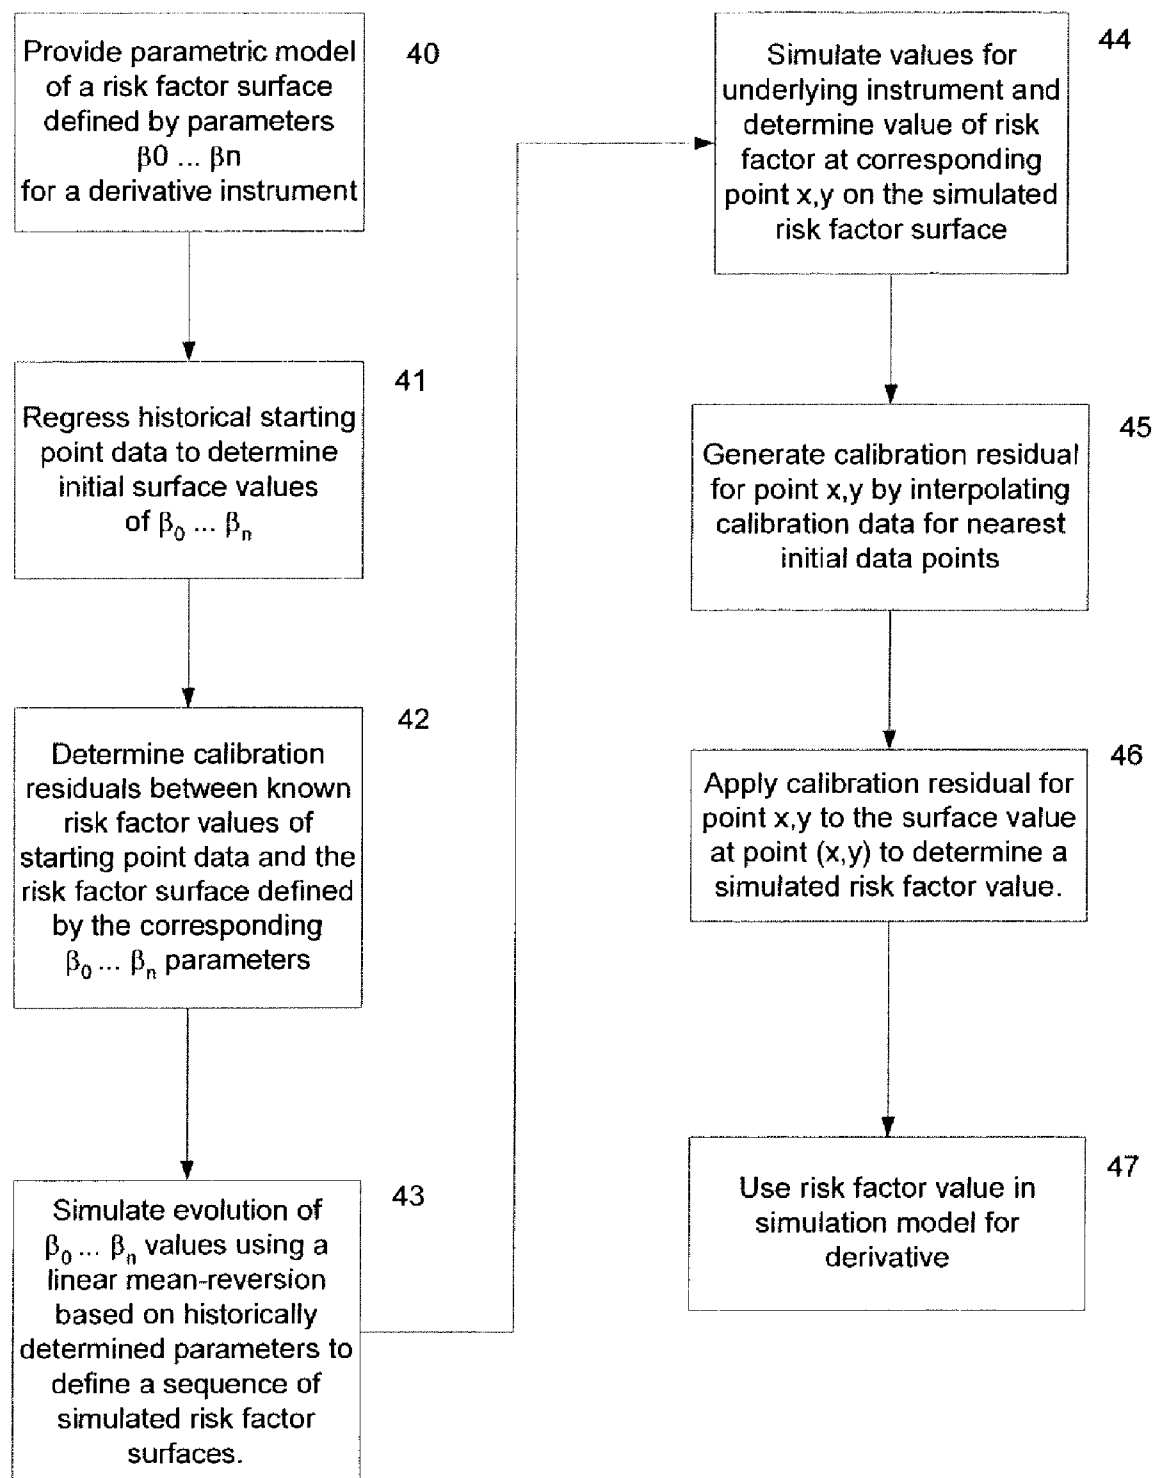 Provide parametric model
of a risk factor surface
defined by parameters
β0 ... βn
for a derivative instrument
40
Regress historical starting
point data to determine
initial surface values
of β₀ ... βₙ
41
Determine calibration
residuals between known
risk factor values of
starting point data and the
risk factor surface defined
by the corresponding
β₀ ... βₙ parameters
42
Simulate evolution of
β₀ ... βₙ values using a
linear mean-reversion
based on historically
determined parameters to
define a sequence of
simulated risk factor
surfaces.
43
Simulate values for
underlying instrument and
determine value of risk
factor at corresponding
point x,y on the simulated
risk factor surface
44
Generate calibration residual
for point x,y by interpolating
calibration data for nearest
initial data points
45
Apply calibration residual for
point x,y to the surface value
at point (x,y) to determine a
simulated risk factor value.
46
Use risk factor value in
simulation model for
derivative
47